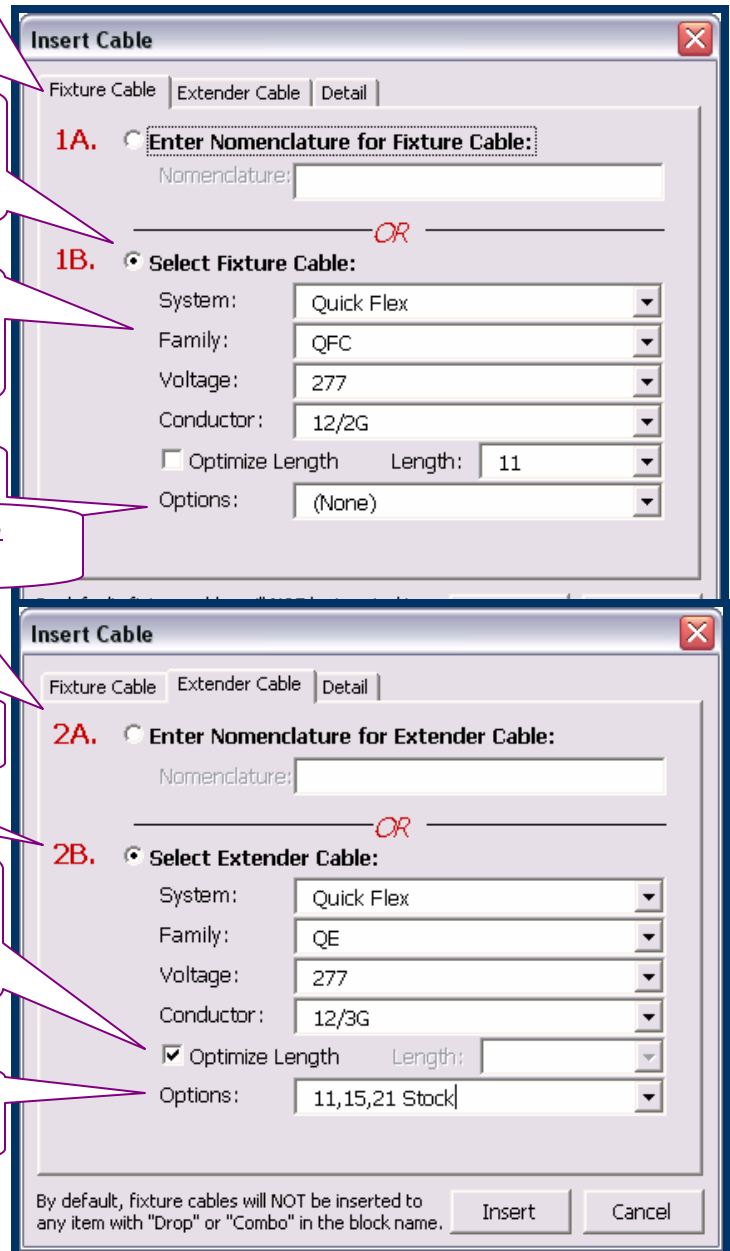 Insert Cable
Fixture Cable Extender Cable Detail
1A. Enter Nomenclature for Fixture Cable:
Nomenclature:
OR
1B. Select Fixture Cable:
System: Quick Flex
Family: QFC
Voltage: 277
Conductor: 12/2G
Optimize Length Length: 11
Options: (None)
Insert Cable
Fixture Cable Extender Cable Detail
2A. Enter Nomenclature for Extender Cable:
Nomenclature:
OR
2B. Select Extender Cable:
System: Quick Flex
Family: QE
Voltage: 277
Conductor: 12/3G
Optimize Length Length:
Options: 11,15,21 Stock
By default, fixture cables will NOT be inserted to
any item with "Drop" or "Combo" in the block name.
Insert Cancel